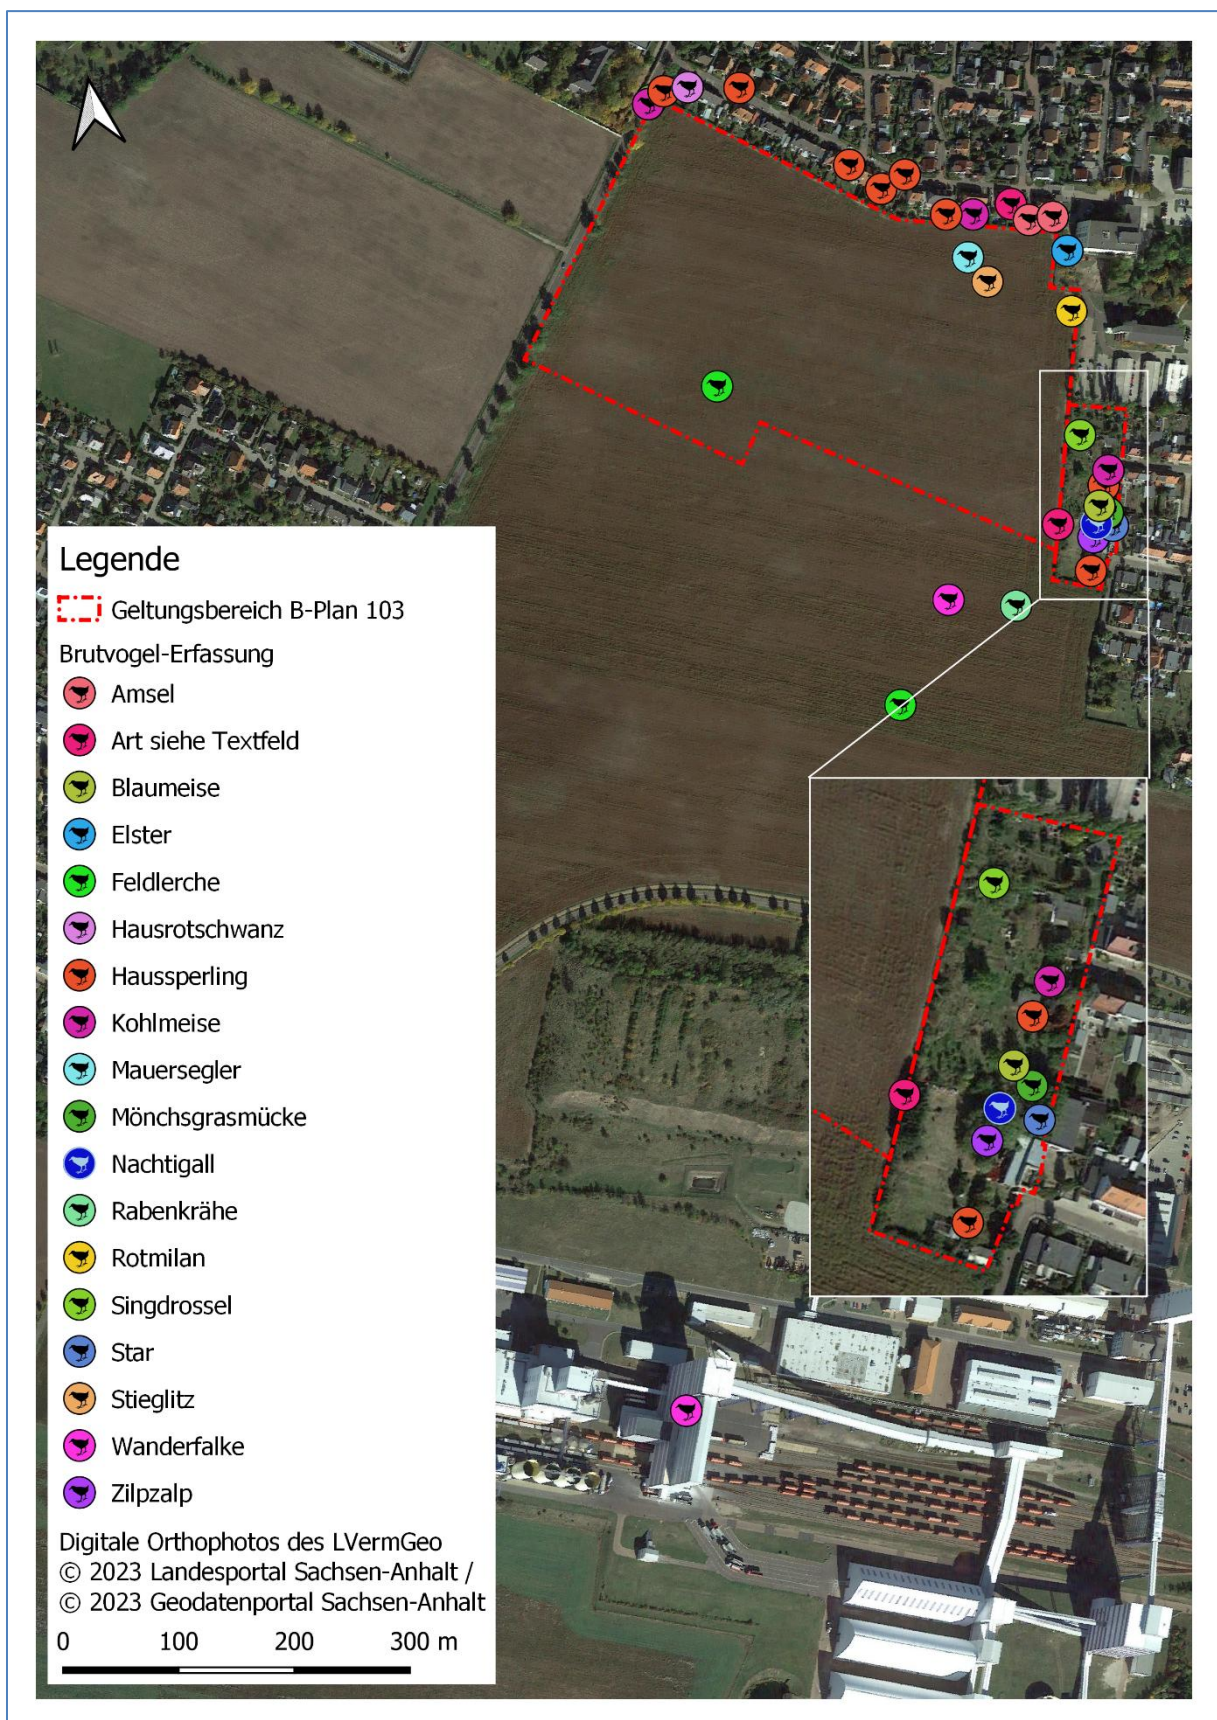 Legende
Geltungsbereich B-Plan 103
Brutvogel-Erfassung
Amsel
Art siehe Textfeld
Blaumeise
Elster
Feldlerche
Hausrotschwanz
Haussperling
Kohlmeise
Mauersegler
Mönchsgrasmücke
Nachtigall
Rabenkrähe
Rotmilan
Singdrossel
Star
Stieglitz
Wanderfalke
Zilpzalp
Digitale Orthophotos des LVermGeo
© 2023 Landesportal Sachsen-Anhalt /
© 2023 Geodatenportal Sachsen-Anhalt
0 100 200 300 m